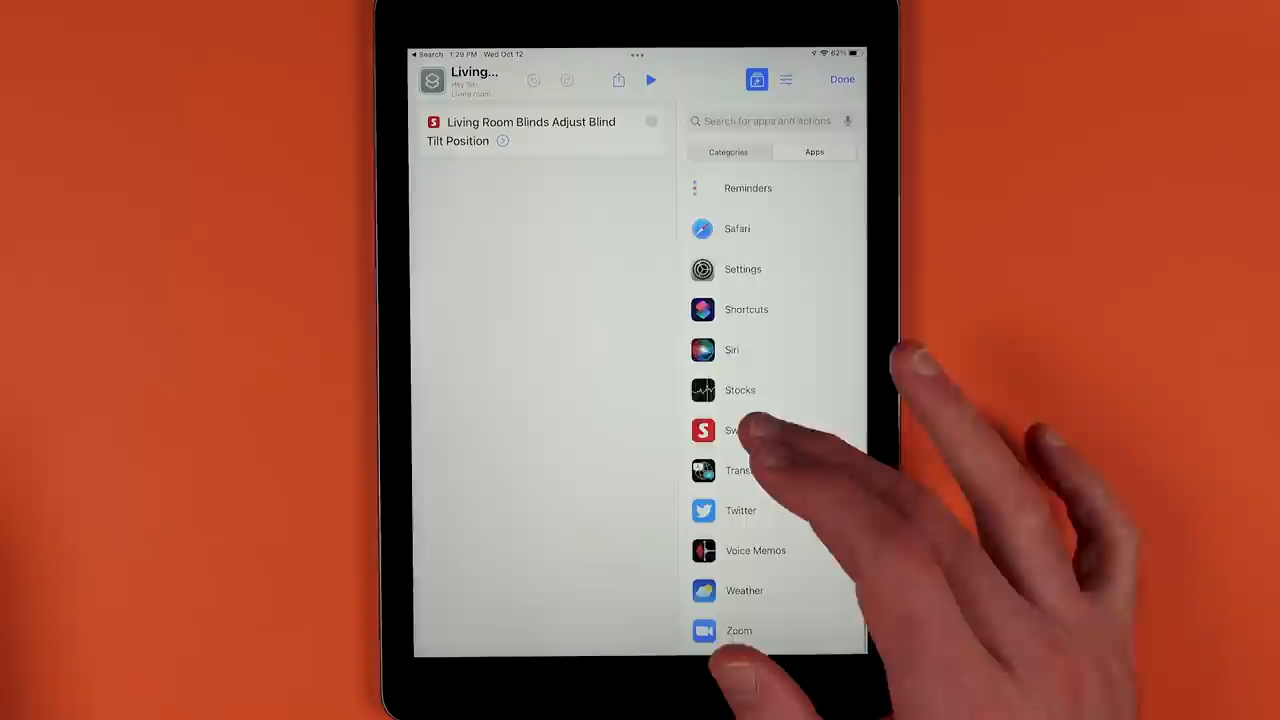 Search 1:29 PM Wed Oct 12
62%
Living...
Hey Siri,
Living room...
Done
Living Room Blinds Adjust Blind
Tilt Position
Search for apps and actions
Categories
Apps
Reminders
Safari
Settings
Shortcuts
Siri
Stocks
S
Sw
Trans
Twitter
Voice Memos
Weather
Zoom